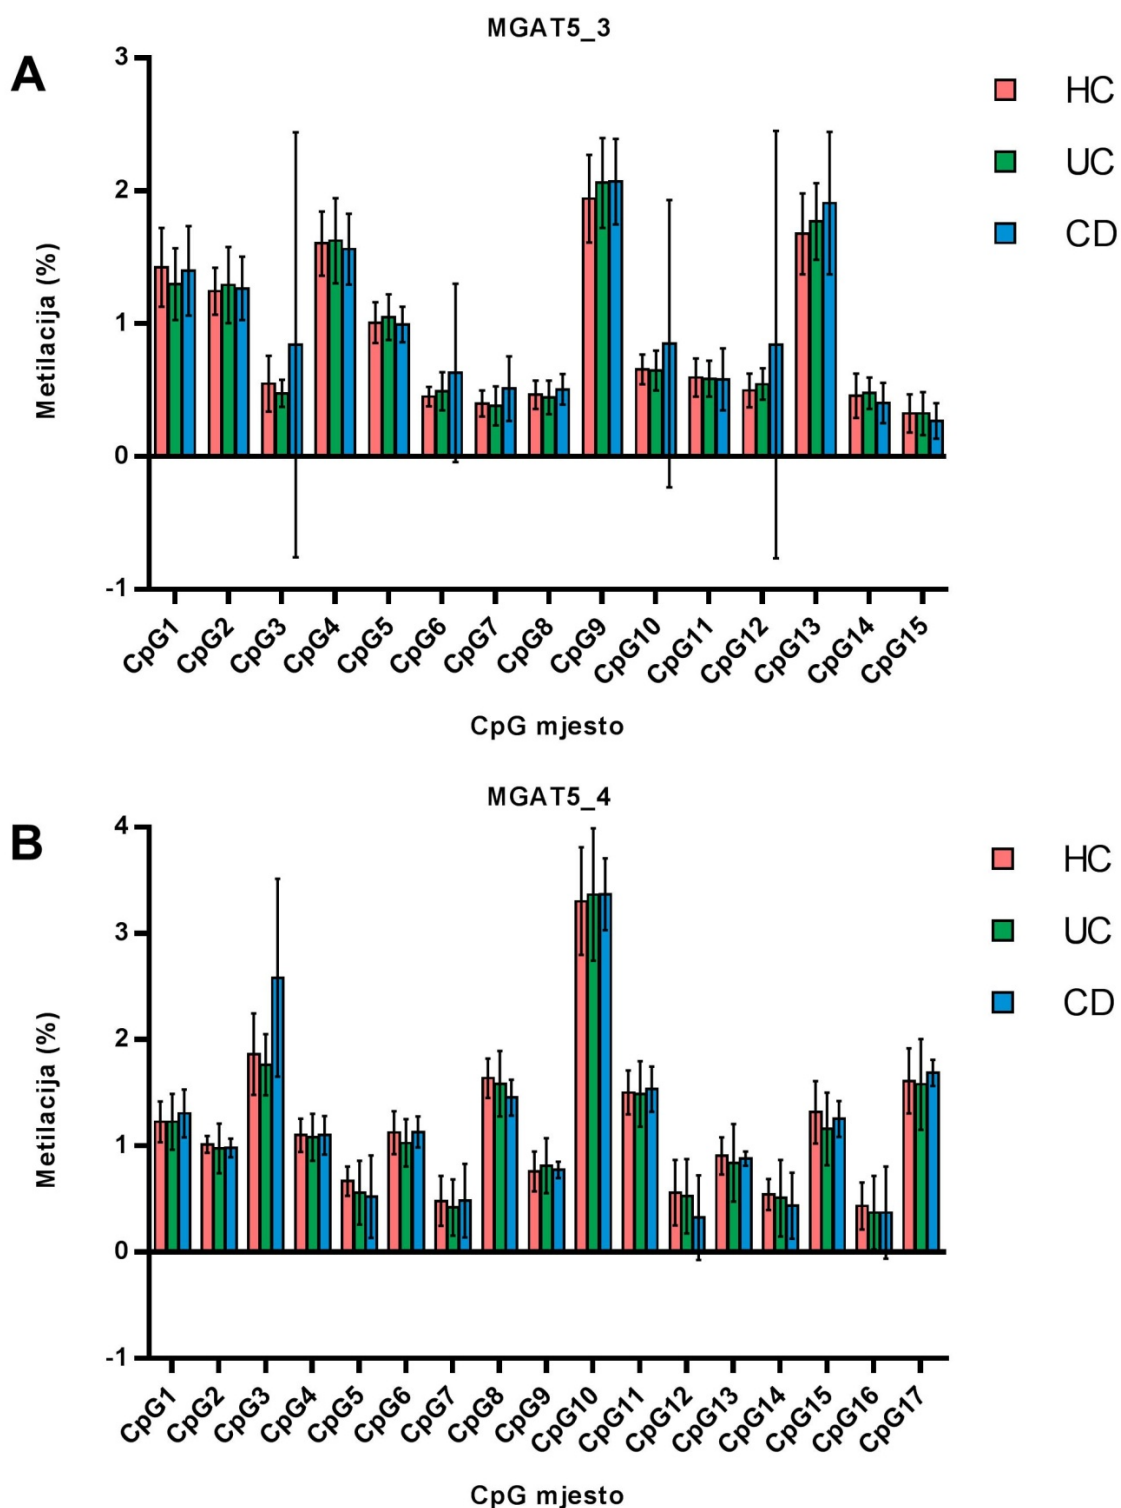 MGAT5_3
A
3
2
1
0
-1
Metilacija (%)
HC
UC
CD
CpG1 CpG2 CpG3 CpG4 CpG5 CpG6 CpG7 CpG8 CpG9 CpG10 CpG11 CpG12 CpG13 CpG14 CpG15
CpG mjesto
MGAT5_4
B
4
3
2
1
0
-1
Metilacija (%)
HC
UC
CD
CpG1 CpG2 CpG3 CpG4 CpG5 CpG6 CpG7 CpG8 CpG9 CpG10 CpG11 CpG12 CpG13 CpG14 CpG15 CpG16 CpG17
CpG mjesto